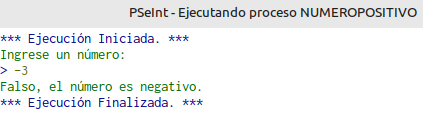 PSeInt - Ejecutando proceso NUMEROPOSITIVO
*** Ejecución Iniciada. ***
Ingrese un número:
> -3
Falso, el número es negativo.
*** Ejecución Finalizada. ***